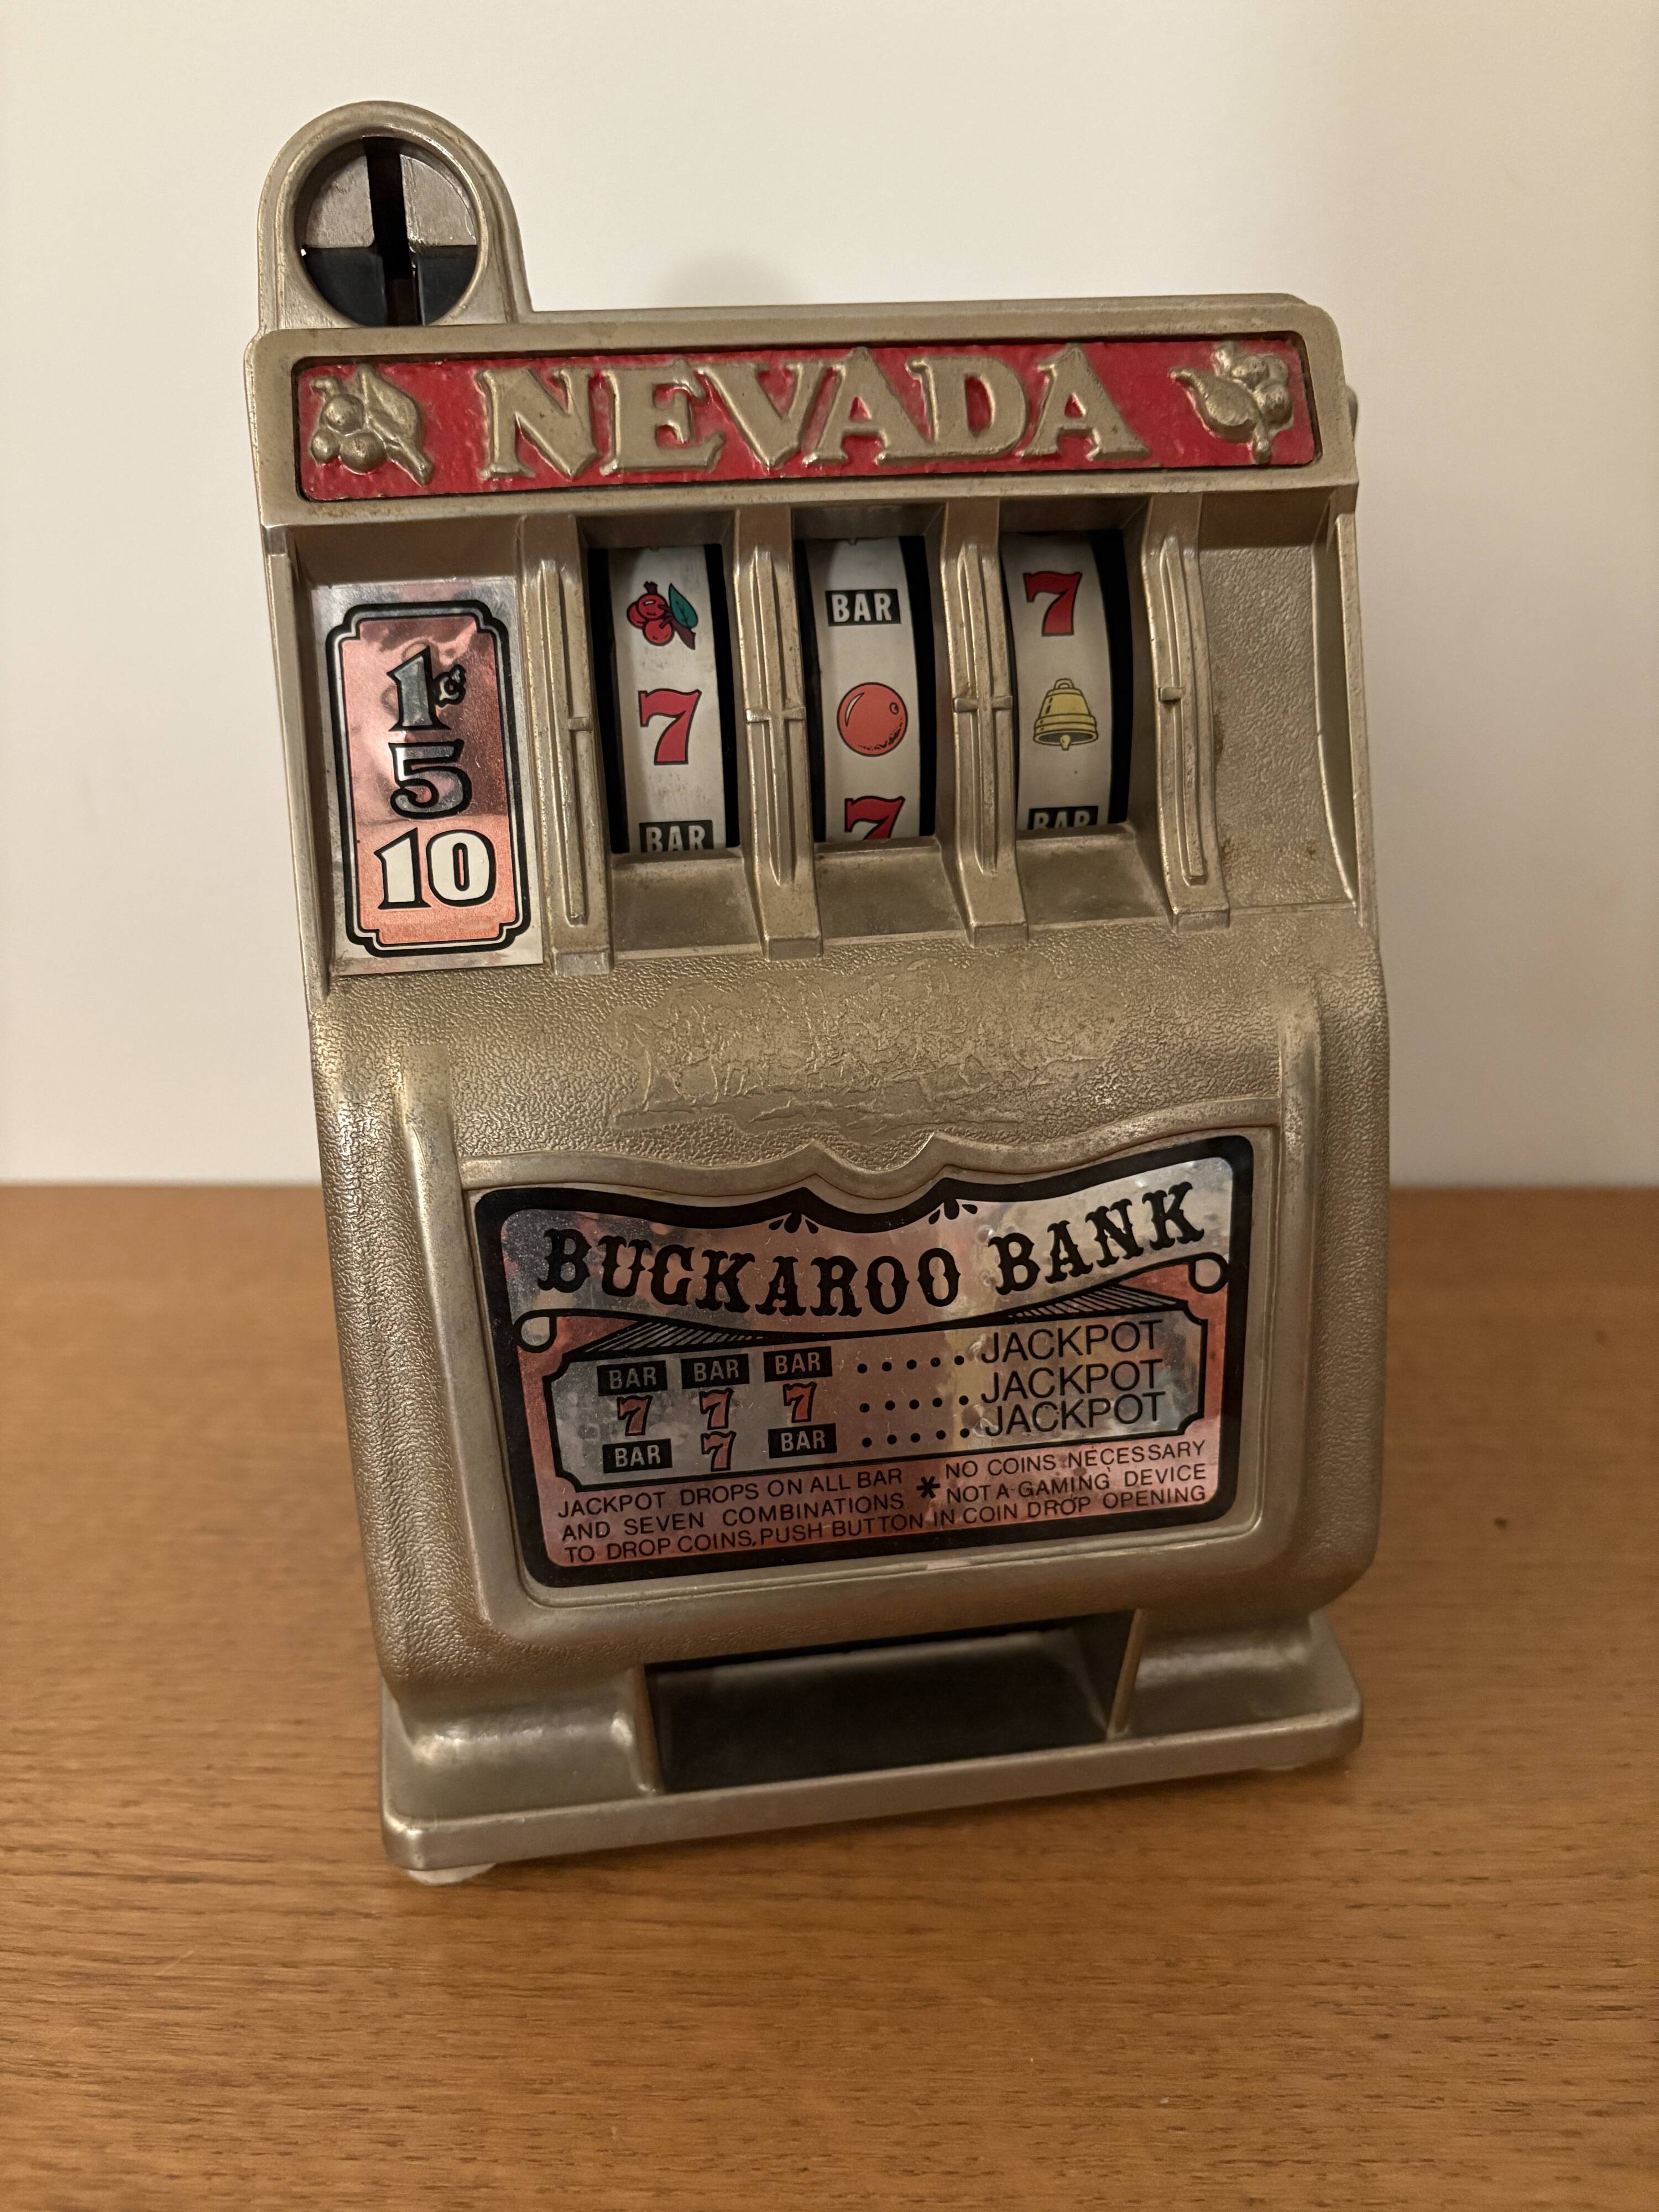 NEVADA
BAR 7
7
BAR 7 BAR
1¢
5
10
BUCKAROO BANK
BAR BAR BAR ..... JACKPOT
7 7 7 ..... JACKPOT
BAR 7 BAR ..... JACKPOT
JACKPOT DROPS ON ALL BAR
AND SEVEN COMBINATIONS
* NO COINS NECESSARY
NOT A GAMING DEVICE
TO DROP COINS, PUSH BUTTON IN COIN DROP OPENING